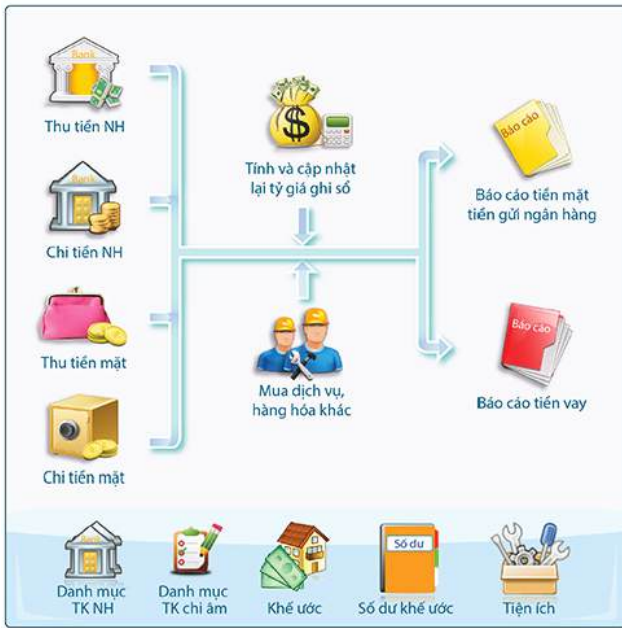 Bank
Thu tiền NH
Bank
Chi tiền NH
Thu tiền mặt
Chi tiền mặt
$
Tính và cập nhật
lại tỷ giá ghi sổ
Mua dịch vụ,
hàng hóa khác
Báo cáo
Báo cáo tiền mặt
tiền gửi ngân hàng
Báo cáo
Báo cáo tiền vay
Bank
Danh mục
TK NH
Danh mục
TK chi âm
Khế ước
Số dư
Số dư khế ước
Tiện ích